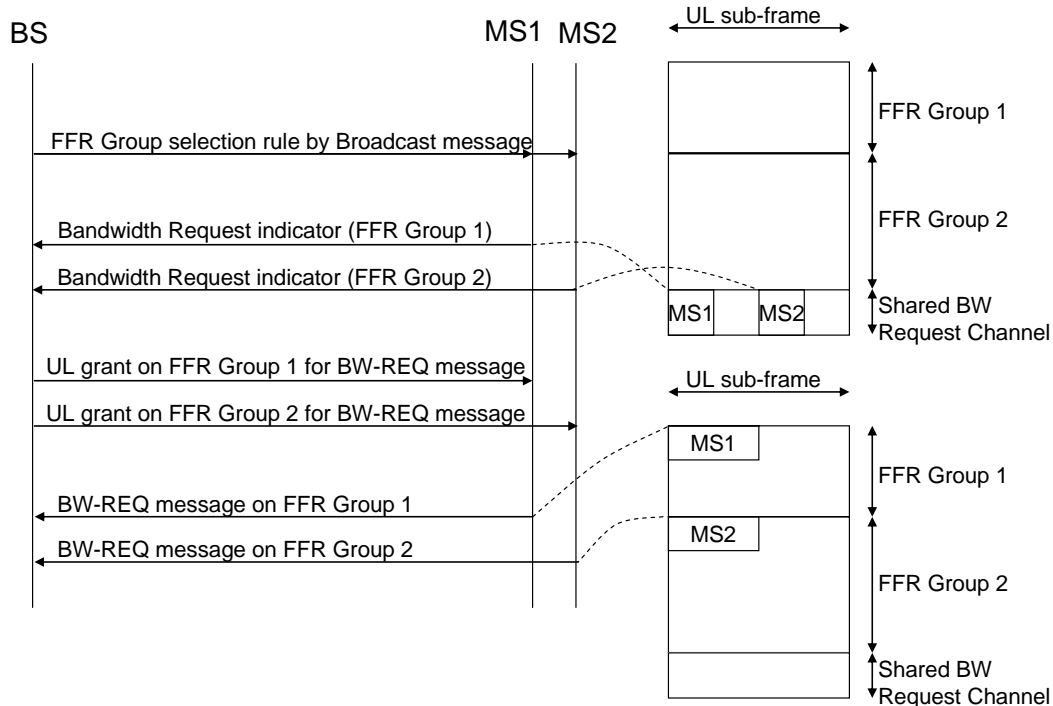 BS
MS1
MS2
UL sub-frame
FFR Group 1
FFR Group selection rule by Broadcast message
FFR Group 2
Bandwidth Request indicator (FFR Group 1)
Bandwidth Request indicator (FFR Group 2)
MS1
MS2
Shared BW
Request Channel
UL grant on FFR Group 1 for BW-REQ message
UL sub-frame
UL grant on FFR Group 2 for BW-REQ message
MS1
FFR Group 1
BW-REQ message on FFR Group 1
MS2
BW-REQ message on FFR Group 2
FFR Group 2
Shared BW
Request Channel